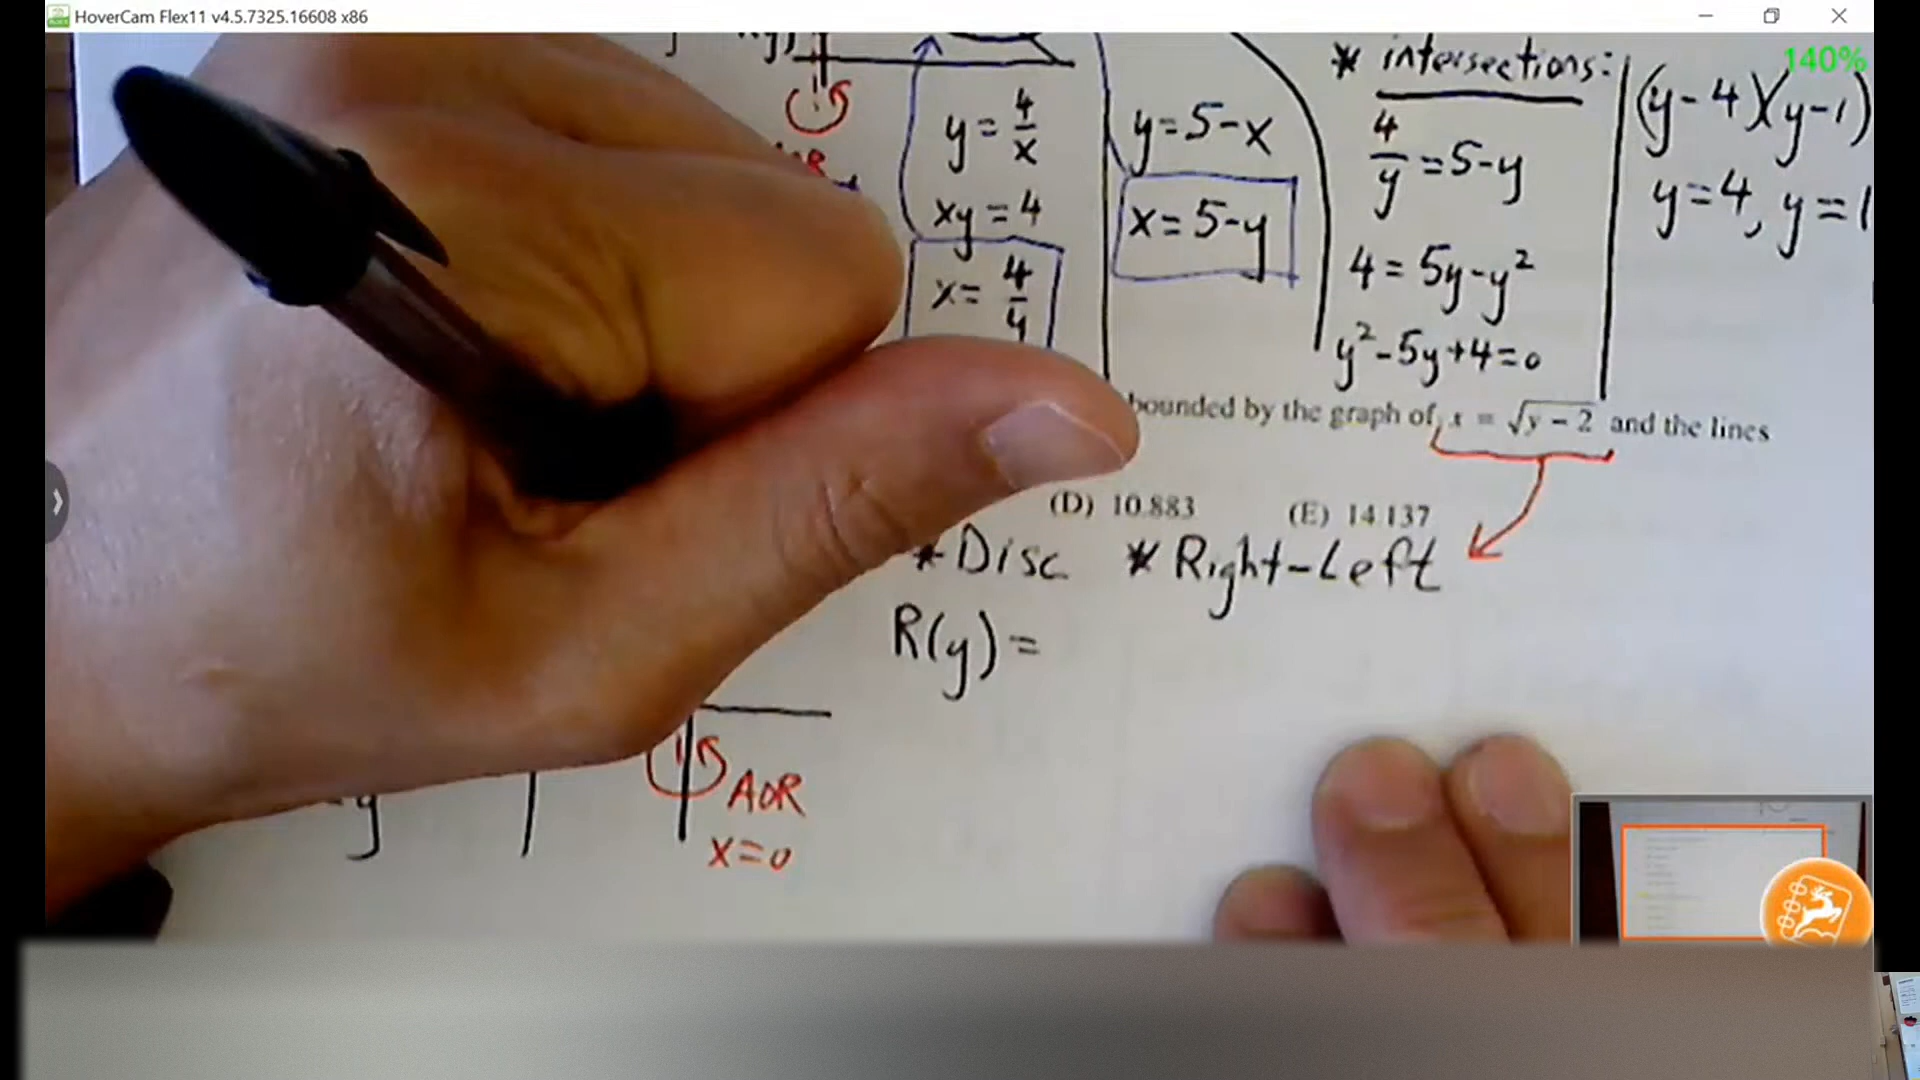 HoverCam Flex11 v4.5.7325.16608 x86
140%
y = 4/x
xy = 4
x = 4/y
y = 5-x
x = 5-y
* intersections:
4/y = 5-y
4 = 5y-y²
y²-5y+4=0
(y-4)(y-1)
y=4, y=1
bounded by the graph of x = √y - 2 and the lines
(D) 10.883 (E) 14.137
*Disc *Right-Left
R(y) =
AOR
x=0